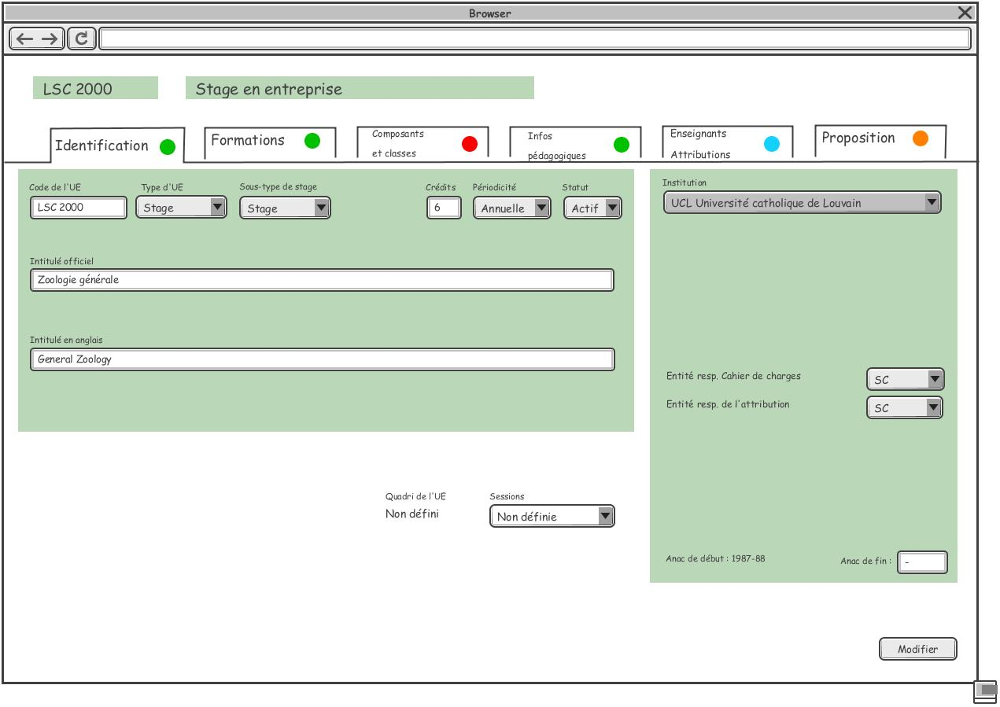 Browser
LSC 2000
Stage en entreprise
Identification
Formations
Composants
et classes
Infos
pédagogiques
Enseignants
Attributions
Proposition
Code de l'UE
Type d'UE
Sous-type de stage
Crédits
Périodicité
Statut
LSC 2000
Stage
Stage
6
Annuelle
Actif
Intitulé officiel
Zoologie générale
Intitulé en anglais
General Zoology
Institution
UCL Université catholique de Louvain
Entité resp. Cahier de charges
SC
Entité resp. de l'attribution
SC
Quadri de l'UE
Non défini
Sessions
Non définie
Anac de début : 1987-88
Anac de fin :
-
Modifier